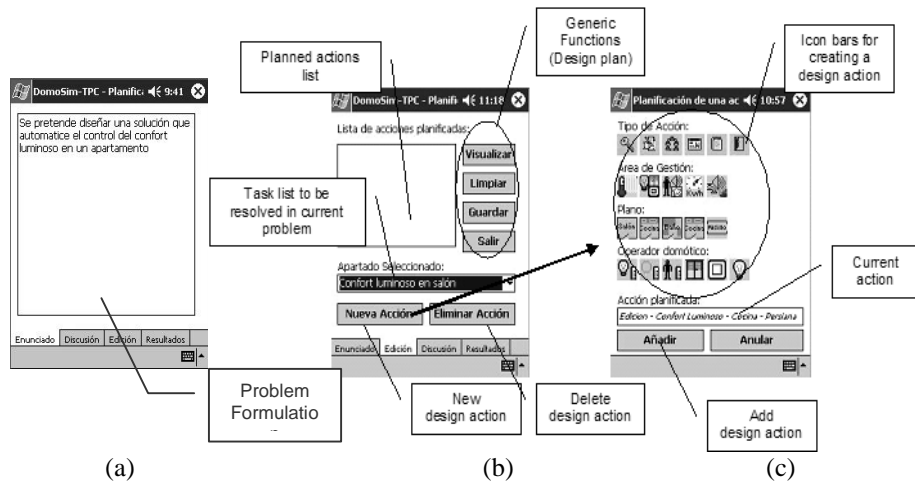 Generic
Functions
(Design plan)
Planned actions
list
Icon bars for
creating a
design action
DomoSim-TPC - Planific: 9:41
Se pretende diseñar una solución que
automatice el control del confort
luminoso en un apartamento
Enunciado Discusión Edición Resultados
Problem
Formulatio
DomoSim-TPC - Planifi 11:18
Lista de acciones planificadas:
Visualizar
Limpiar
Guardar
Salir
Task list to be
resolved in current
problem
Apartado Seleccionado:
Confort luminoso en salón
Nueva Acción Eliminar Acción
Enunciado Edición Discusión Resultados
New
design action
Delete
design action
Planificación de una ac 10:57
Tipo de Acción:
Area de Gestión:
Kwh
Plano:
Salón Cocina Cocina
Operador domótico:
Current
action
Acción planificada:
Edicion - Confort Luminoso - Cocina - Persiana
Añadir Anular
Add
design action
(a) (b) (c)